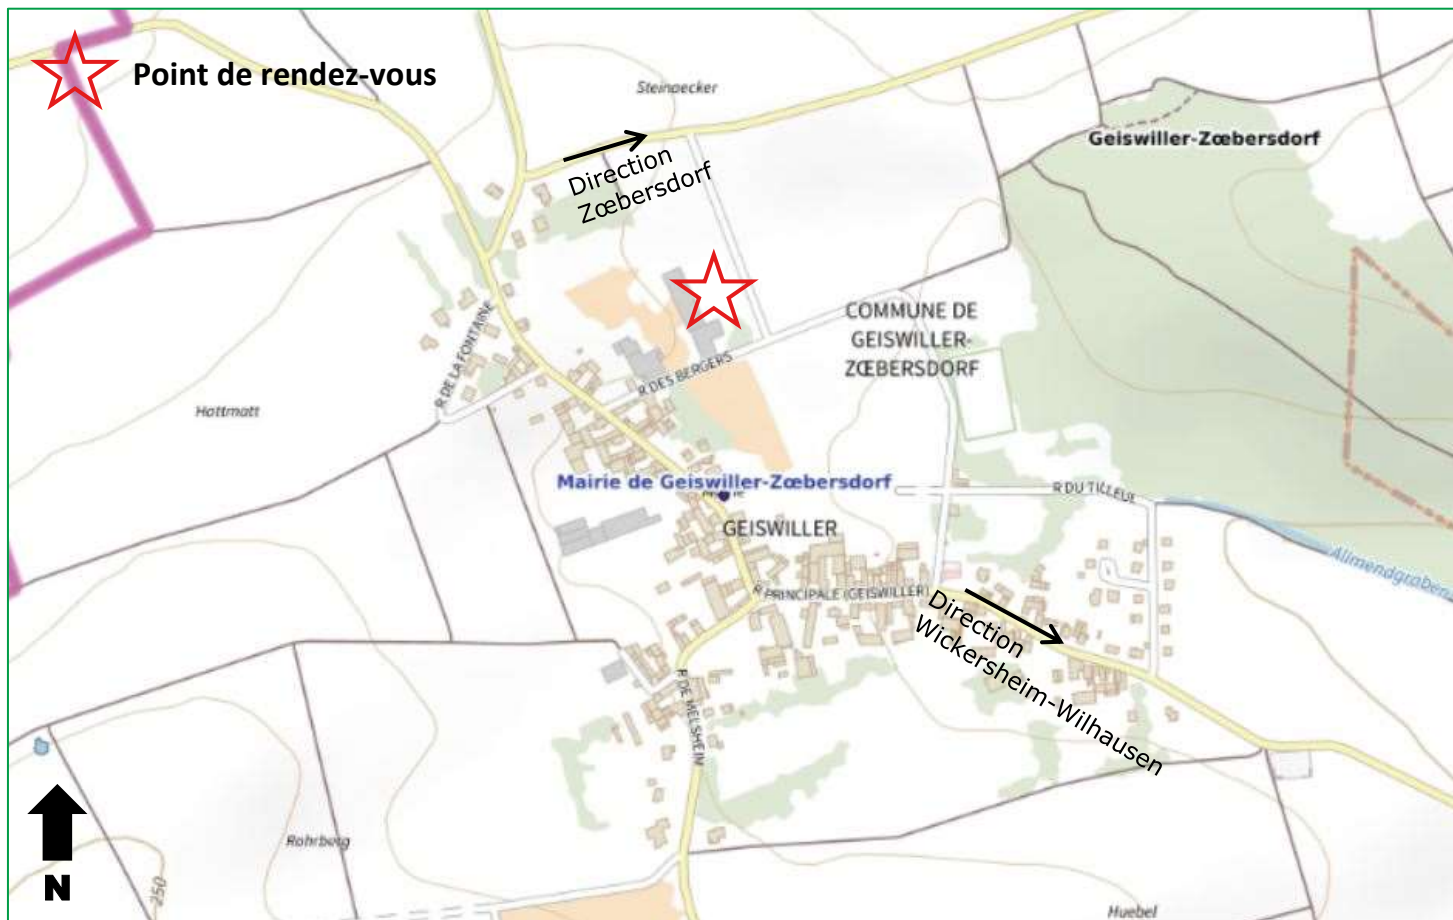 Point de rendez-vous
Steinaecker
Geiswiller-Zœbersdorf
Direction
Zœbersdorf
R DE LA FONTAINE
COMMUNE DE
GEISWILLER-
ZŒBERSDORF
R DES BERGERS
Hattmatt
Mairie de Geiswiller-Zœbersdorf
R DU TILLEUL
GEISWILLER
Allmendgraben
R PRINCIPALE (GEISWILLER)
Direction
Wickersheim-Wilhausen
R DE MELSHEIM
Rohrberg
250
N
Huebel